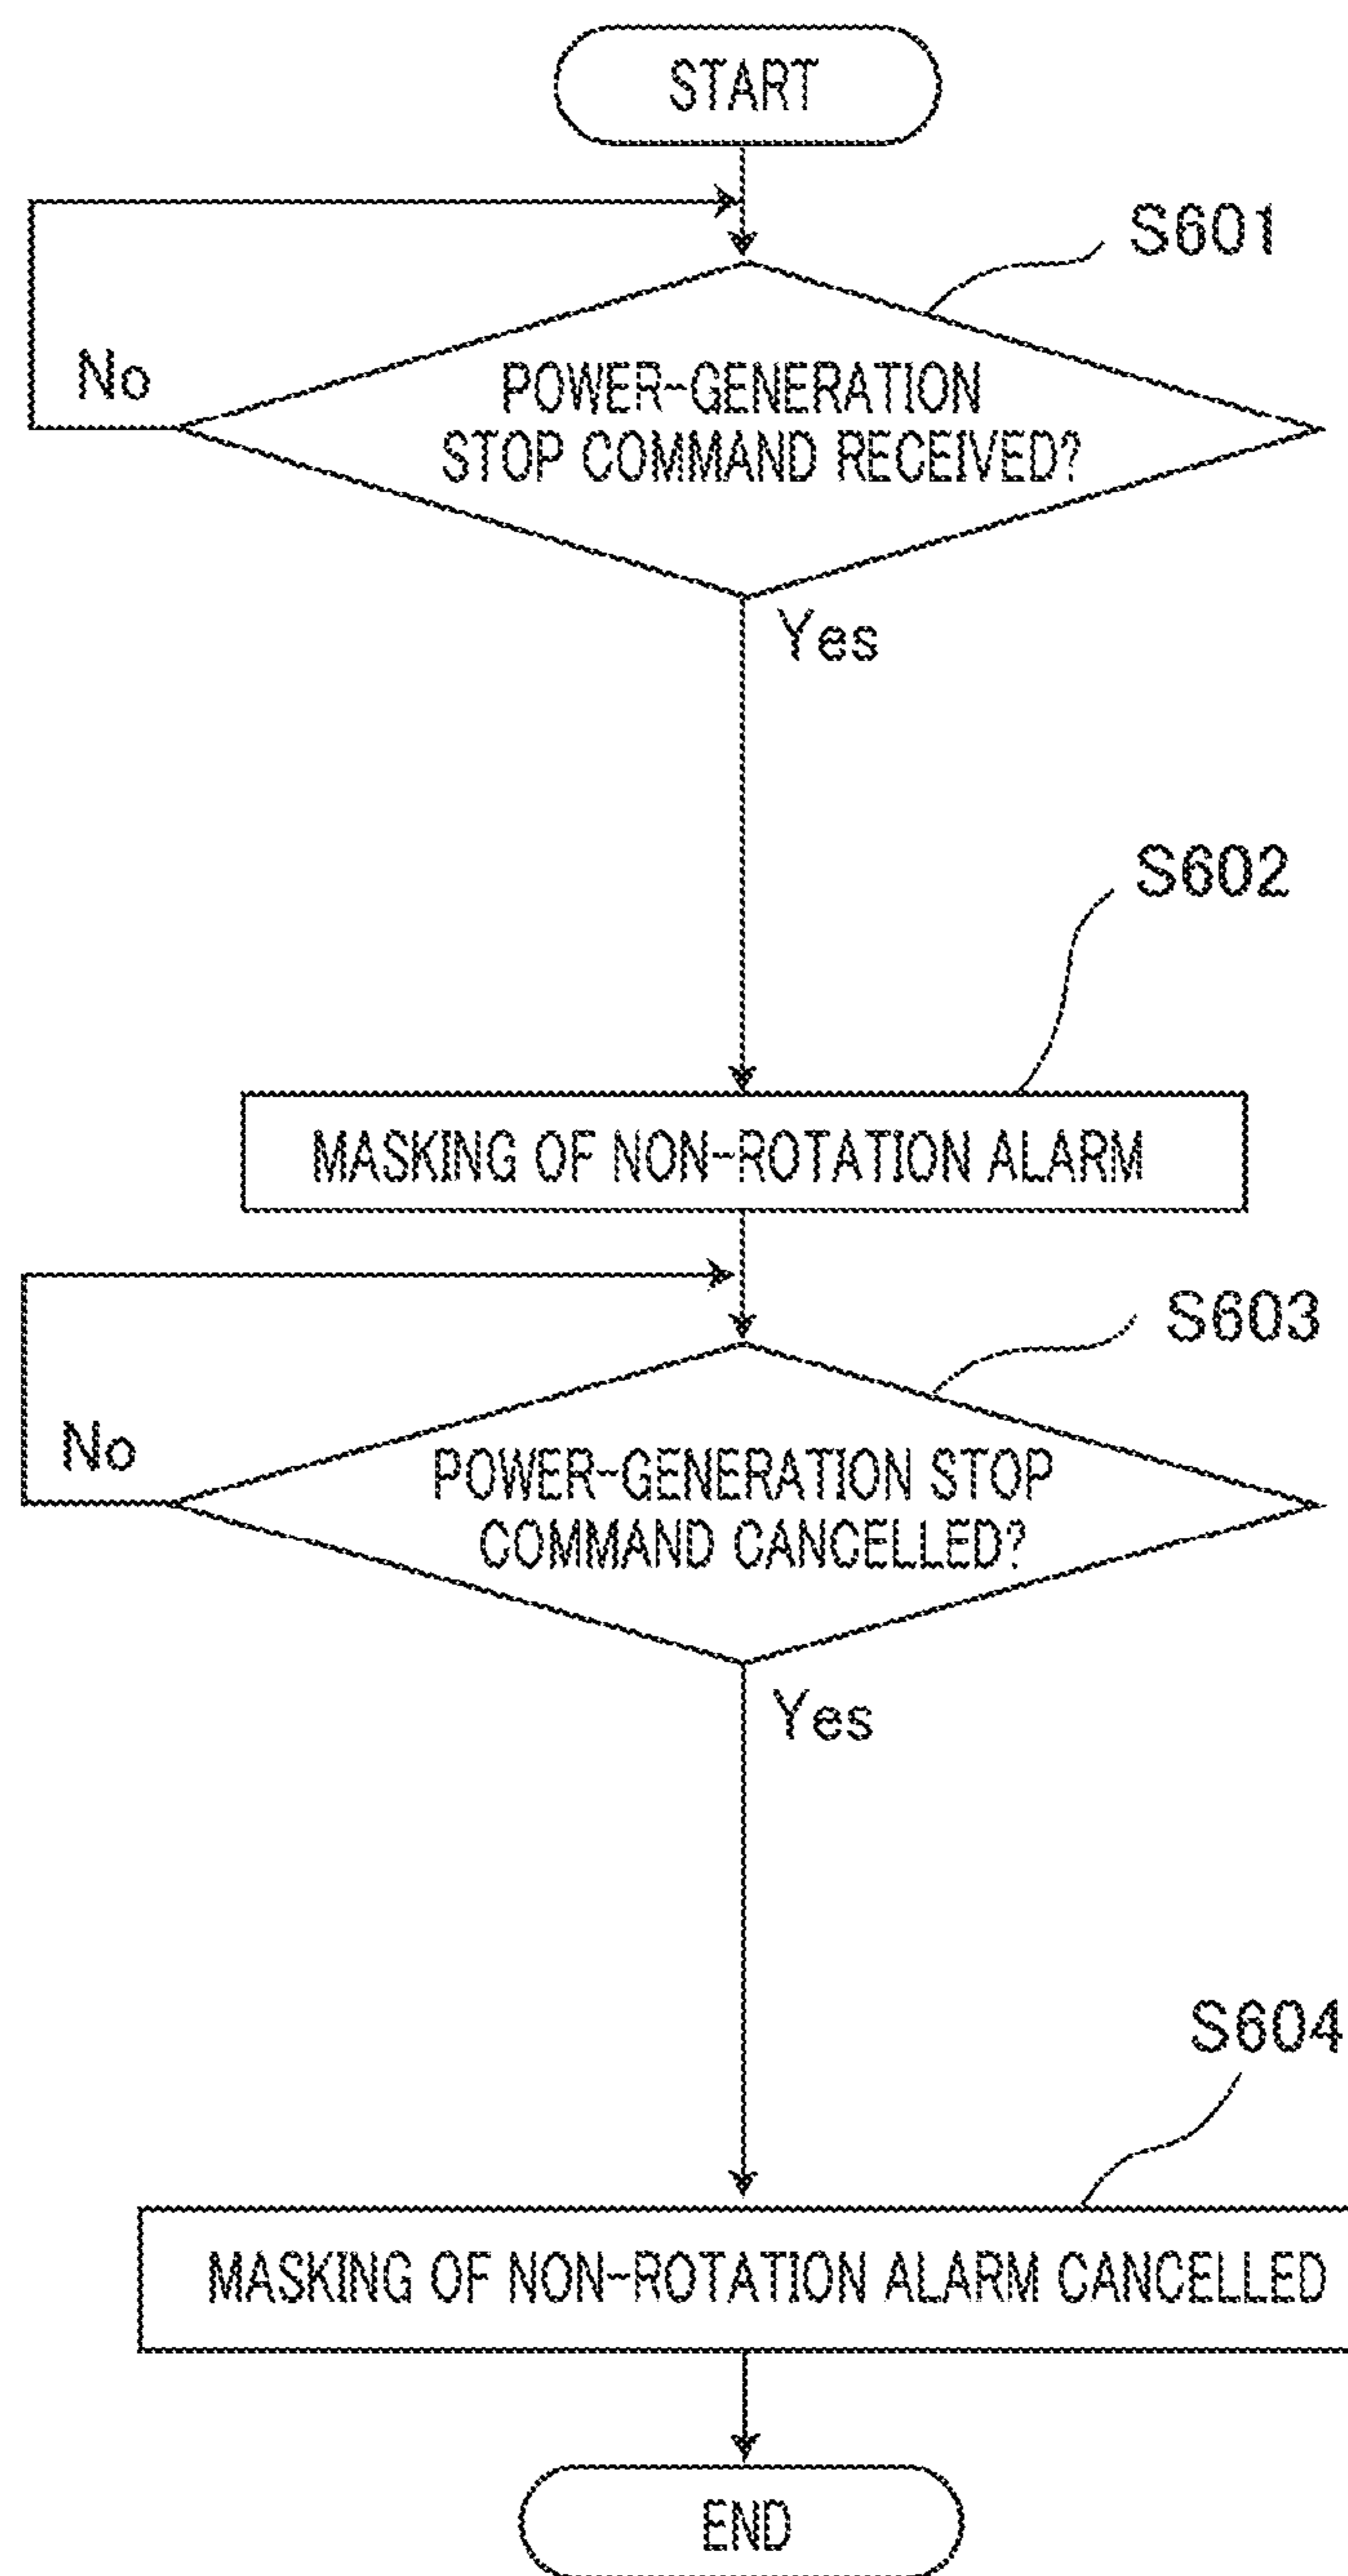 START
S601
No
POWER-GENERATION
STOP COMMAND RECEIVED?
Yes
S602
MASKING OF NON-ROTATION ALARM
S603
No
POWER-GENERATION STOP
COMMAND CANCELLED?
Yes
S604
MASKING OF NON-ROTATION ALARM CANCELLED
END